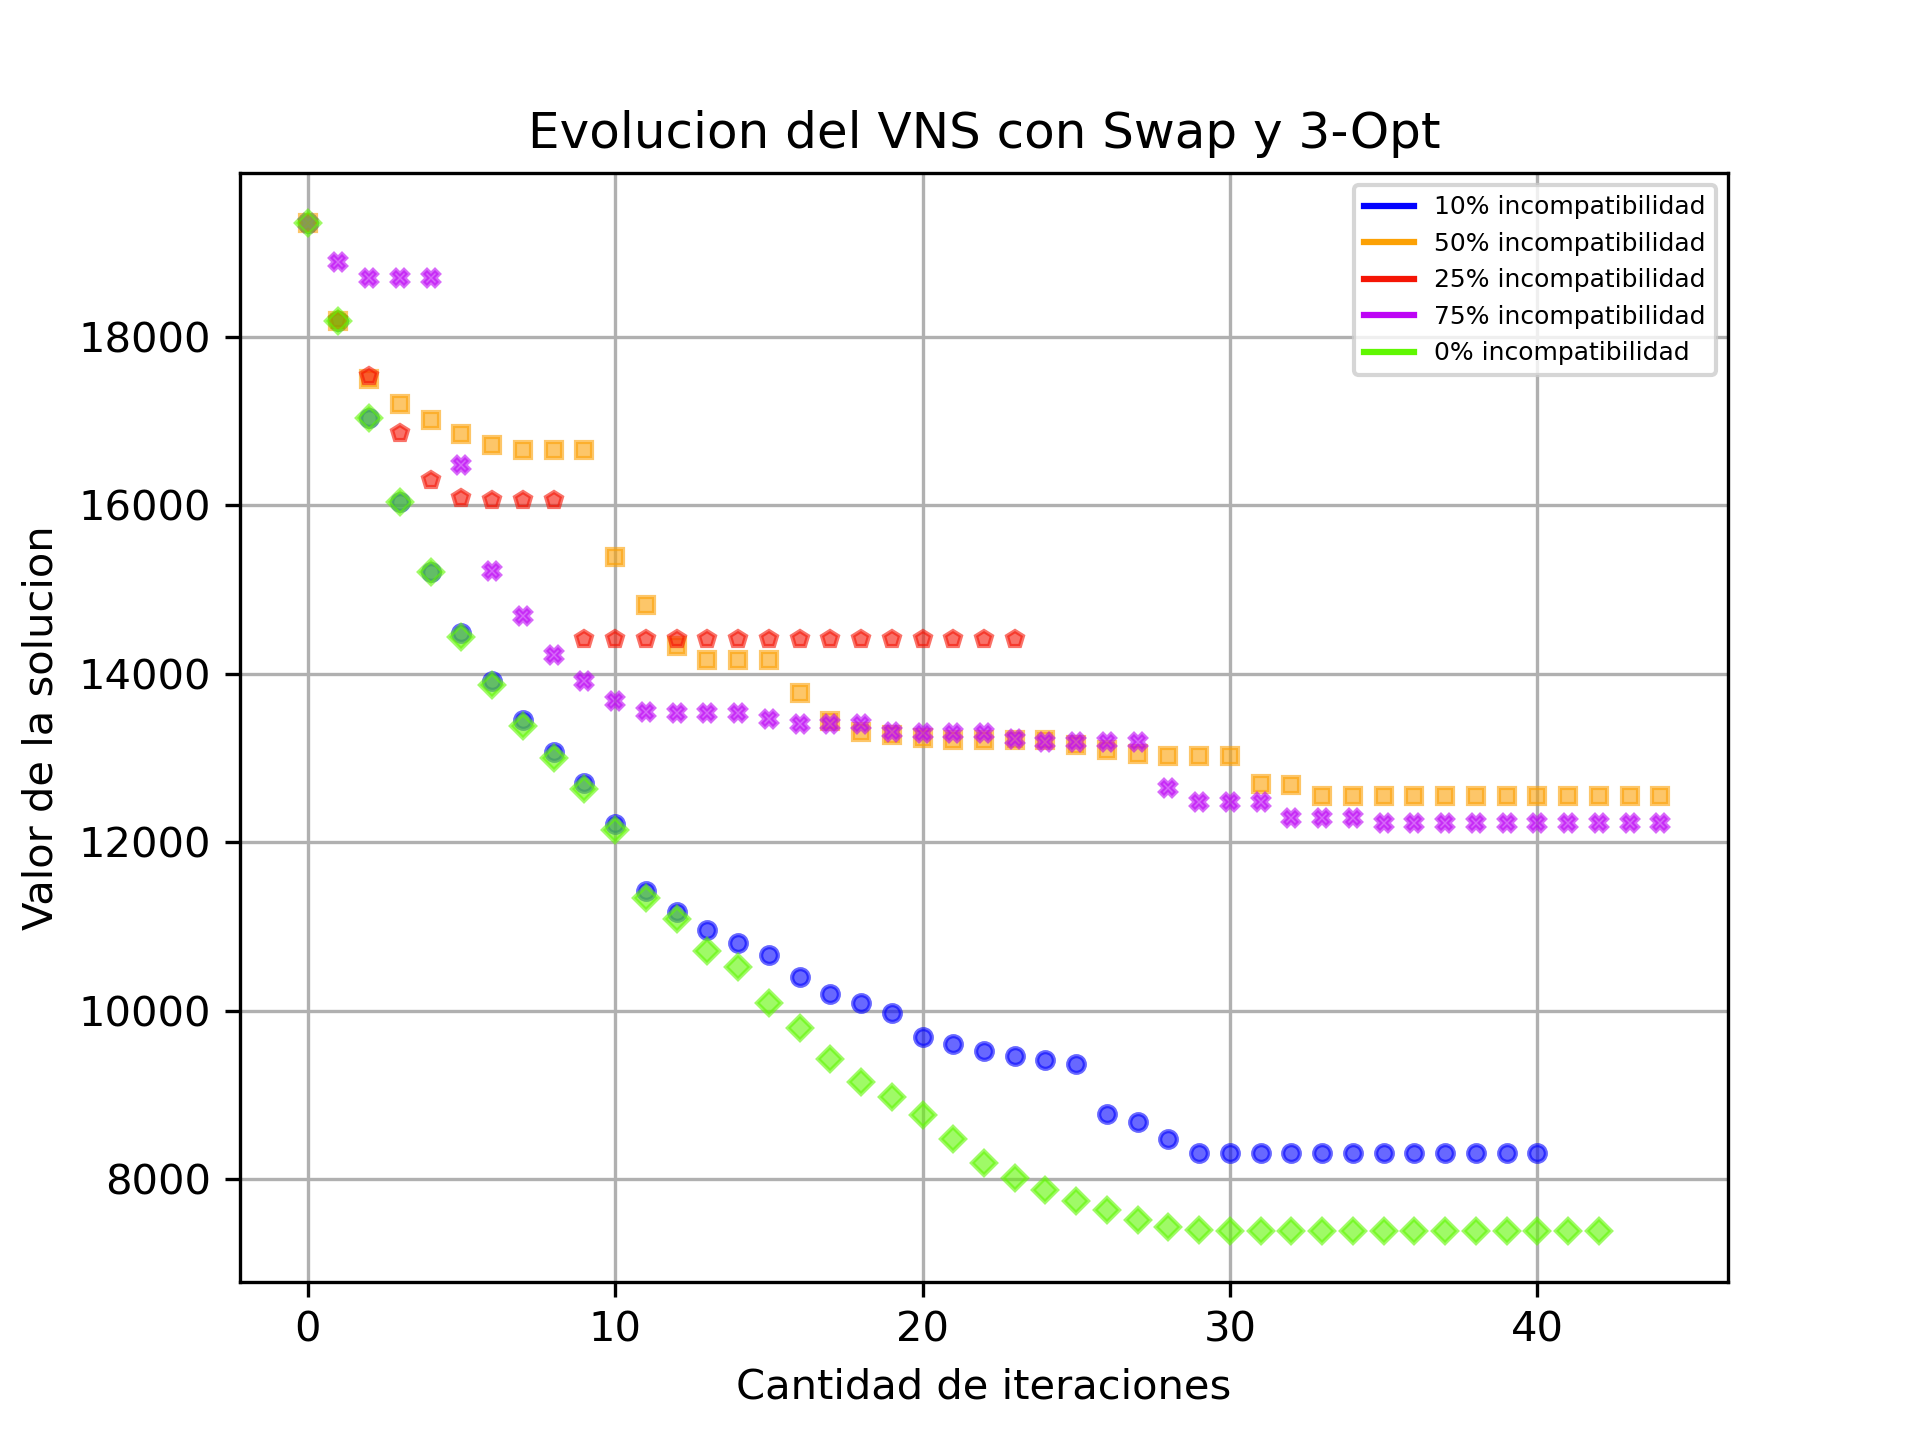 Evolucion del VNS con Swap y 3-Opt
10% incompatibilidad
50% incompatibilidad
25% incompatibilidad
75% incompatibilidad
0% incompatibilidad
Valor de la solucion
18000
16000
14000
12000
10000
8000
0 10 20 30 40
Cantidad de iteraciones